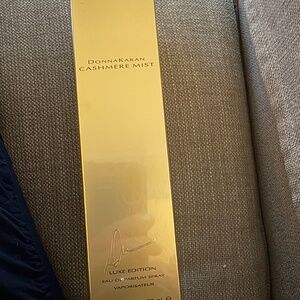 DONNAKARAN
CASHMERE MIST
LUXE EDITION
EAU DE PARFUM SPRAY
VAPORISATEUR